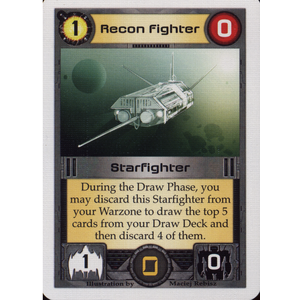 1 Recon Fighter 0
Starfighter
During the Draw Phase, you
may discard this Starfighter from
your Warzone to draw the top 5
cards from your Draw Deck and
then discard 4 of them.
1 0 0
Illustration by Maciej Rebisz